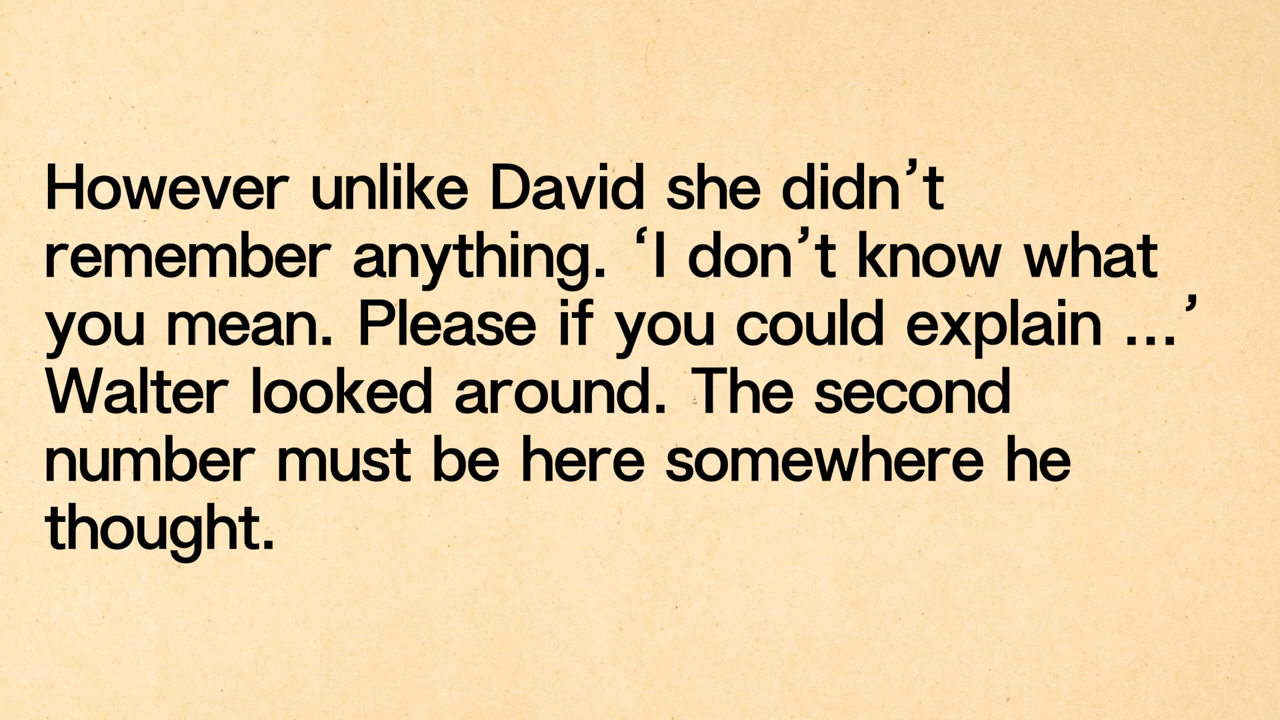 However unlike David she didn’t
remember anything. ‘I don’t know what
you mean. Please if you could explain ...’
Walter looked around. The second
number must be here somewhere he
thought.